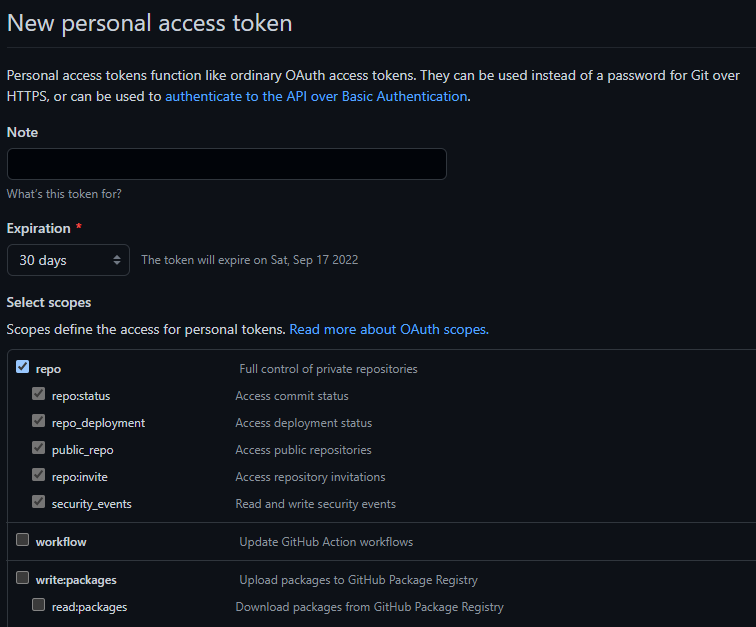 New personal access token
Personal access tokens function like ordinary OAuth access tokens. They can be used instead of a password for Git over
HTTPS, or can be used to authenticate to the API over Basic Authentication.
Note
What's this token for?
Expiration *
30 days The token will expire on Sat, Sep 17 2022
Select scopes
Scopes define the access for personal tokens. Read more about OAuth scopes.
repo Full control of private repositories
repo:status Access commit status
repo_deployment Access deployment status
public_repo Access public repositories
repo:invite Access repository invitations
security_events Read and write security events
workflow Update GitHub Action workflows
write:packages Upload packages to GitHub Package Registry
read:packages Download packages from GitHub Package Registry